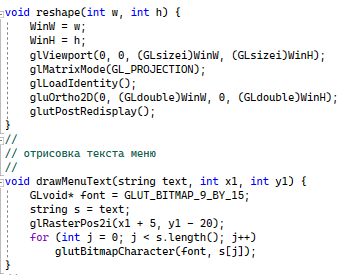 void reshape(int w, int h) {
WinW = w;
WinH = h;
glViewport(0, 0, (GLsizei)WinW, (GLsizei)WinH);
glMatrixMode(GL_PROJECTION);
glLoadIdentity();
gluOrtho2D(0, (GLdouble)WinW, 0, (GLdouble)WinH);
glutPostRedisplay();
}
//
// отрисовка текста меню
//
void drawMenuText(string text, int x1, int y1) {
GLvoid* font = GLUT_BITMAP_9_BY_15;
string s = text;
glRasterPos2i(x1 + 5, y1 - 20);
for (int j = 0; j < s.length(); j++)
glutBitmapCharacter(font, s[j]);
}